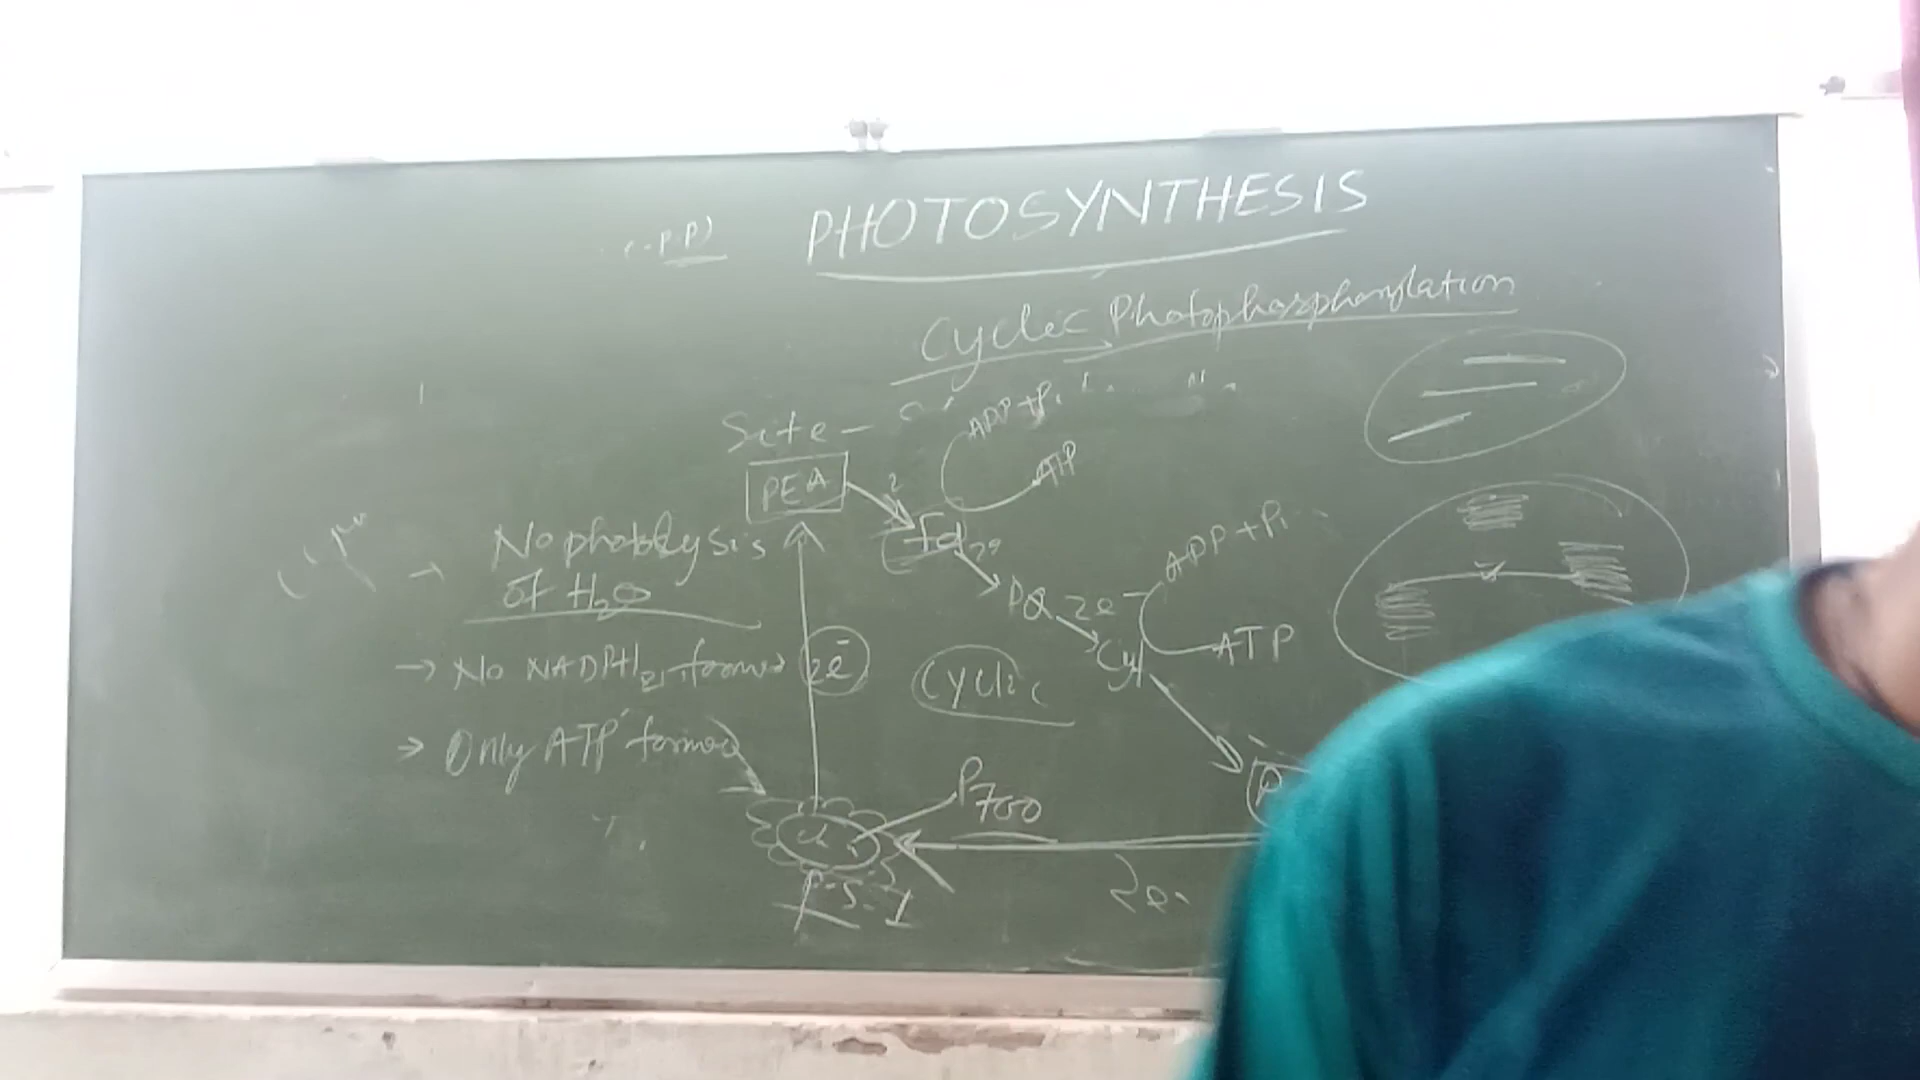 PHOTOSYNTHESIS
Cyclic Photophosphorylation
Site -
ADP + Pi
ATP
PEA
Fd
No photolysis
of H2O
PQ 2e-
ADP + Pi
ATP
Cyt
→ No NADPH2 formed
2e-
Cyclic
→ Only ATP formed
P700
P.S-I
2e-